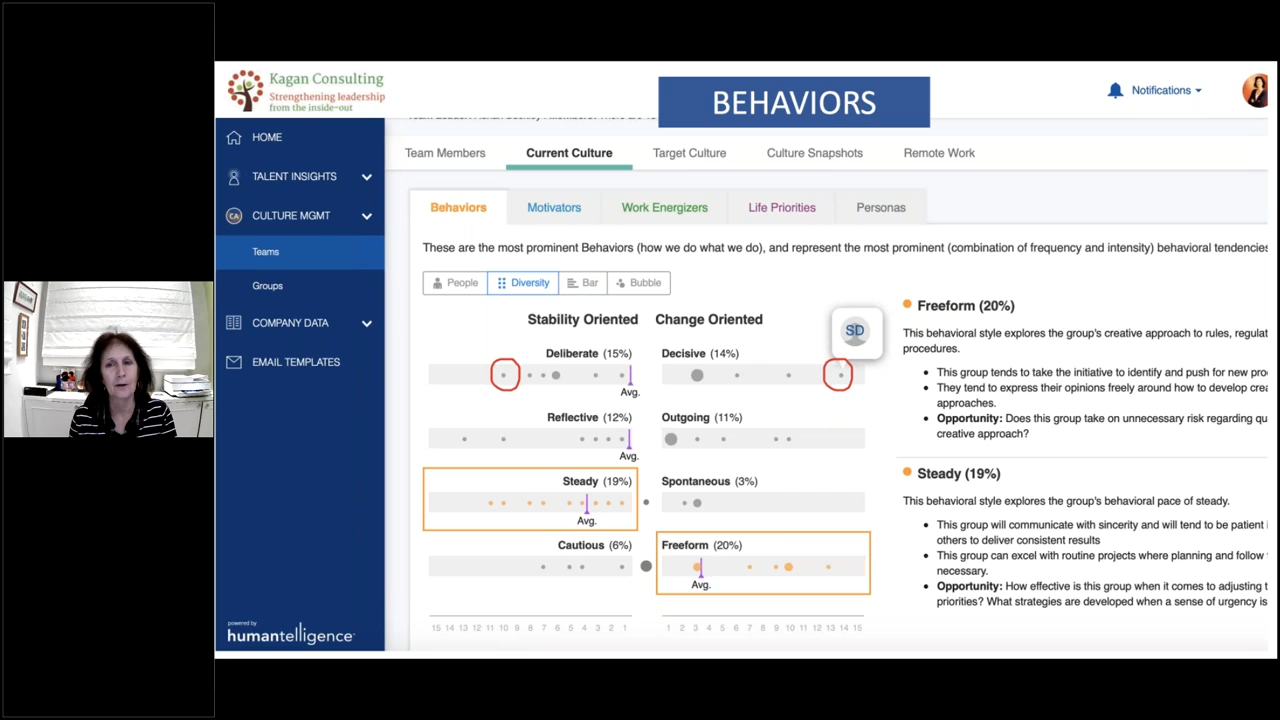 Kagan Consulting
Strengthening leadership
from the inside-out
BEHAVIORS
Notifications
HOME
TALENT INSIGHTS
CULTURE MGMT
CA
Teams
Groups
COMPANY DATA
EMAIL TEMPLATES
powered by
humantelligence
Team Members Current Culture Target Culture Culture Snapshots Remote Work
Behaviors Motivators Work Energizers Life Priorities Personas
These are the most prominent Behaviors (how we do what we do), and represent the most prominent (combination of frequency and intensity) behavioral tendencies
People Diversity Bar Bubble
Stability Oriented Change Oriented
SD
Deliberate (15%) Decisive (14%)
Avg.
Reflective (12%) Outgoing (11%)
Avg.
Steady (19%) Spontaneous (3%)
Avg.
Cautious (6%) Freeform (20%)
Avg.
15 14 13 12 11 10 9 8 7 6 5 4 3 2 1 1 2 3 4 5 6 7 8 9 10 11 12 13 14 15
Freeform (20%)
This behavioral style explores the group's creative approach to rules, regulat
procedures.
• This group tends to take the initiative to identify and push for new pro
• They tend to express their opinions freely around how to develop crea
approaches.
• Opportunity: Does this group take on unnecessary risk regarding qu
creative approach?
Steady (19%)
This behavioral style explores the group's behavioral pace of steady.
• This group will communicate with sincerity and will tend to be patient
others to deliver consistent results
• This group can excel with routine projects where planning and follow
necessary.
• Opportunity: How effective is this group when it comes to adjusting t
priorities? What strategies are developed when a sense of urgency is